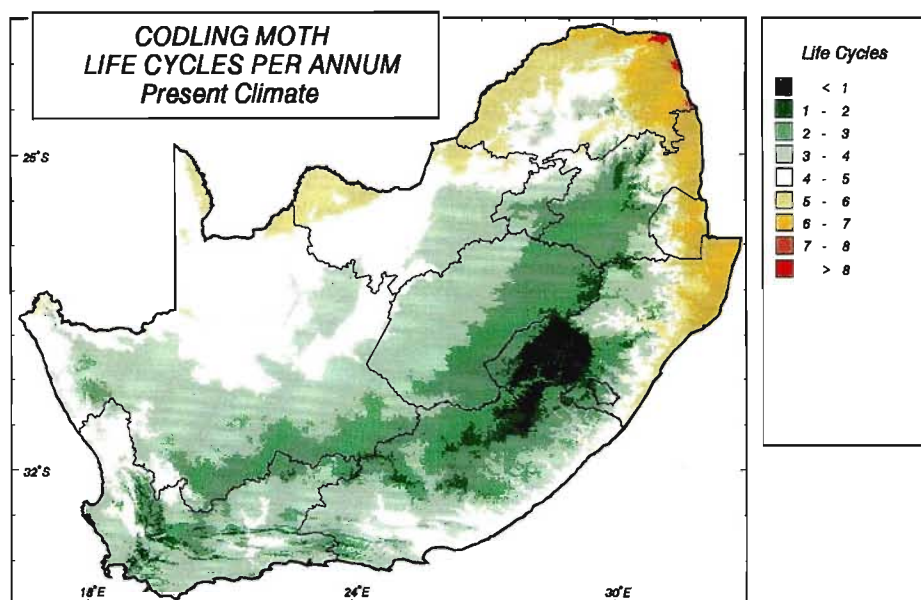 CODLING MOTH
LIFE CYCLES PER ANNUM
Present Climate
Life Cycles
< 1
1 - 2
2 - 3
3 - 4
4 - 5
5 - 6
6 - 7
7 - 8
> 8
25°S
32°S
18°E
24°E
30°E